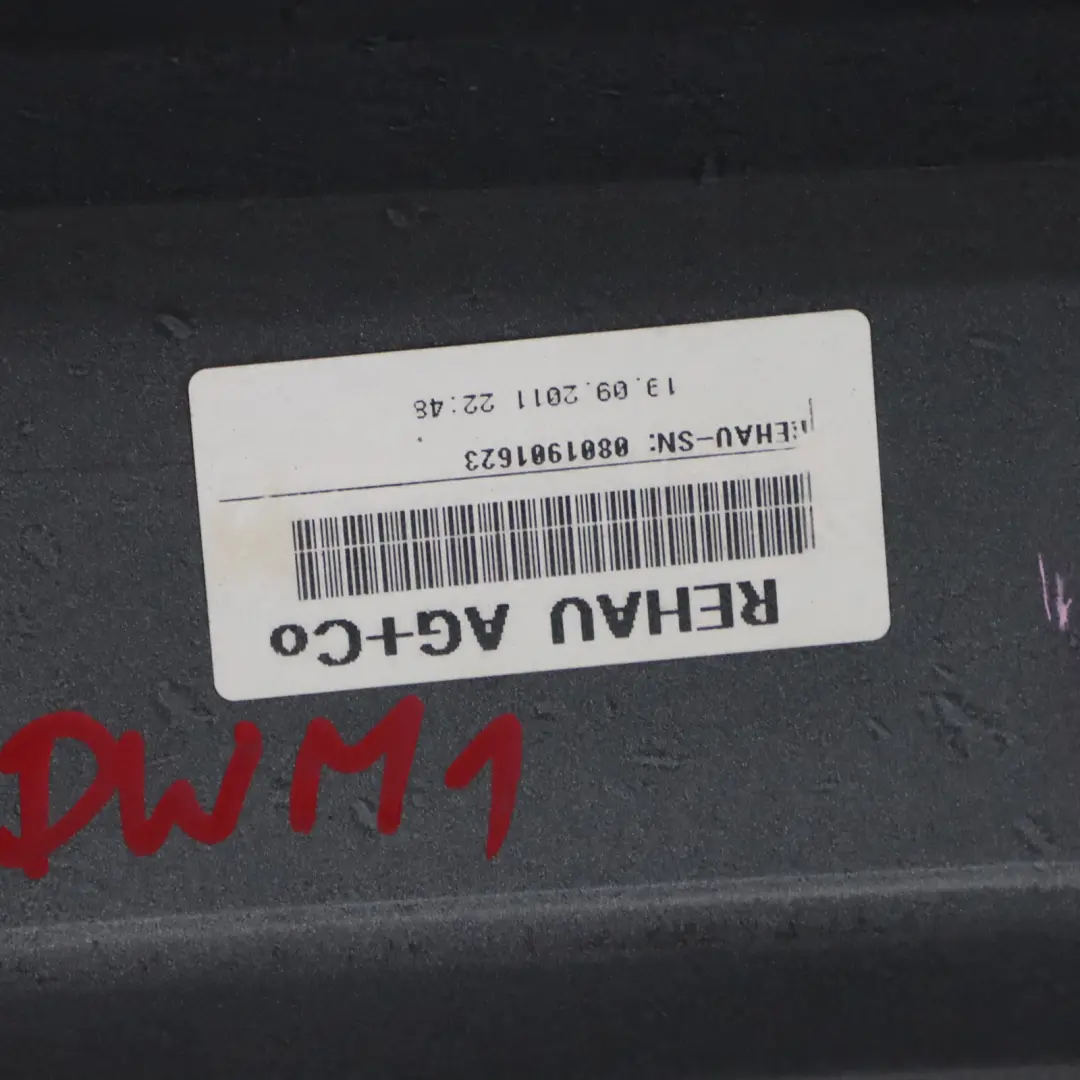 REHAU AG+Co
REHAU-SN: 0801901623
13.09.2011 22:48
DWM1